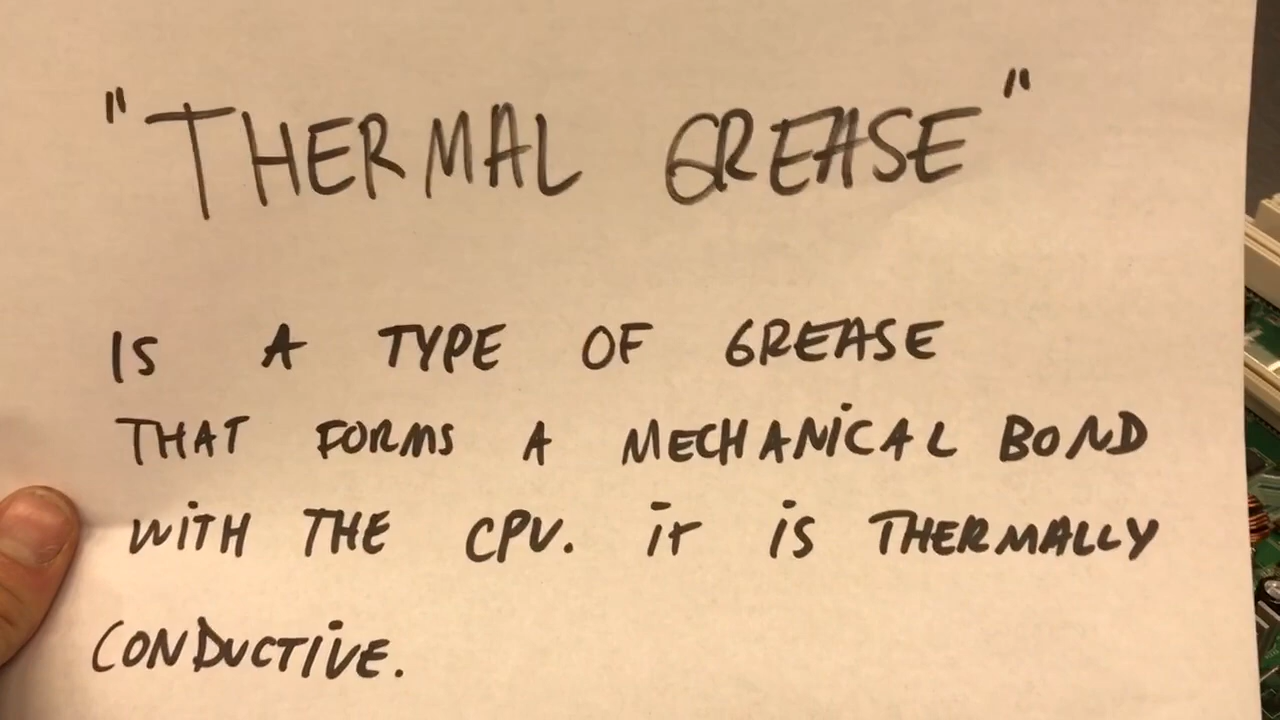 "THERMAL GREASE"
IS A TYPE OF GREASE
THAT FORMS A MECHANiCAL BOND
WiTH THE CPU. iT iS THERMALLY
CONDUCTiVE.